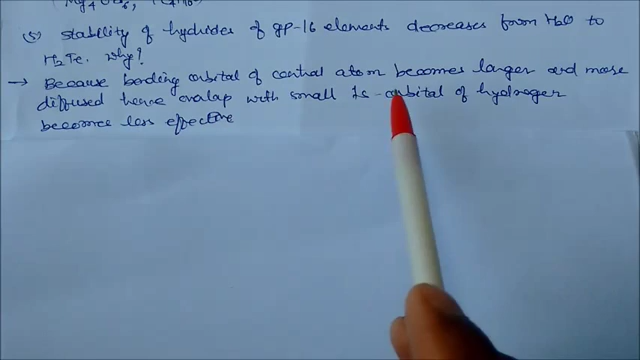 (5) Stability of hydrides of gp-16 elements decreases from H2O to
H2Te. Why?
→ Because bonding orbital of central atom becomes larger and more
diffused hence ovalap with small 1s-orbital of hydrogen
becomes less effective